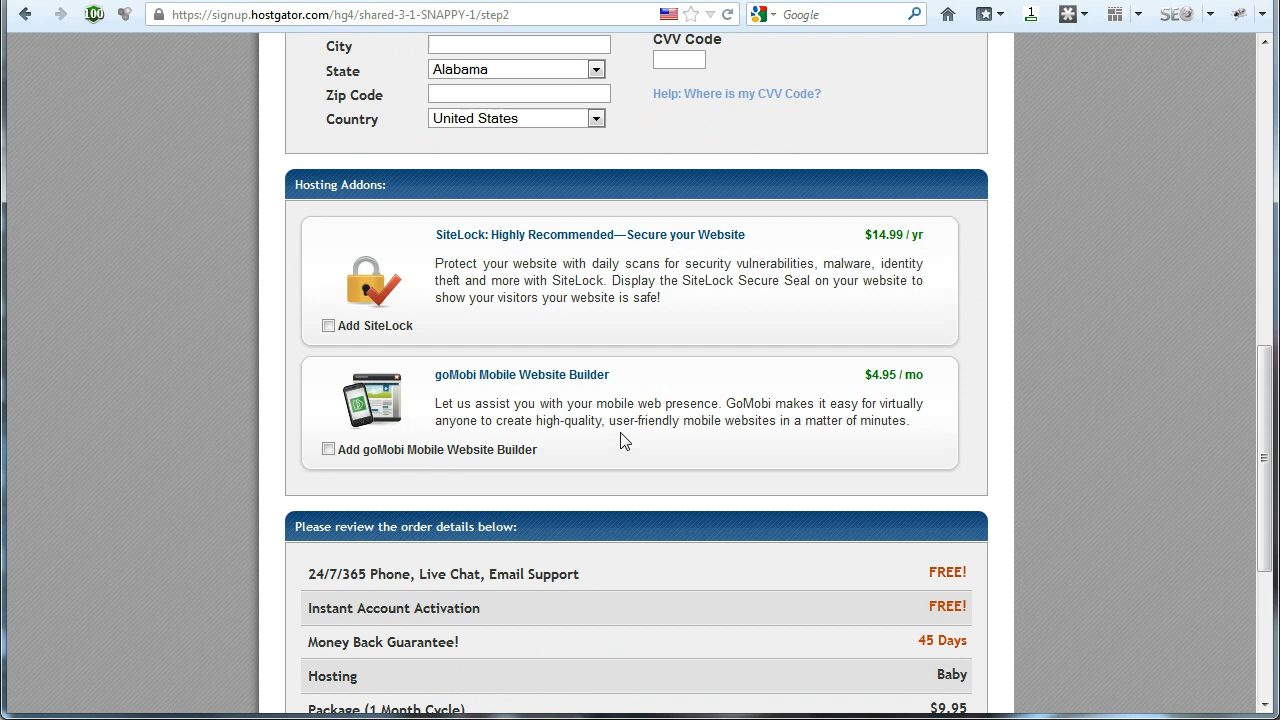 https://signup.hostgator.com/hg4/shared-3-1-SNAPPY-1/step2
Google
100
1
SEO
City
State
Alabama
Zip Code
Country
United States
CVV Code
Help: Where is my CVV Code?
Hosting Addons:
SiteLock: Highly Recommended—Secure your Website
$14.99 / yr
Protect your website with daily scans for security vulnerabilities, malware, identity
theft and more with SiteLock. Display the SiteLock Secure Seal on your website to
show your visitors your website is safe!
Add SiteLock
goMobi Mobile Website Builder
$4.95 / mo
Let us assist you with your mobile web presence. GoMobi makes it easy for virtually
anyone to create high-quality, user-friendly mobile websites in a matter of minutes.
Add goMobi Mobile Website Builder
Please review the order details below:
24/7/365 Phone, Live Chat, Email Support
FREE!
Instant Account Activation
FREE!
Money Back Guarantee!
45 Days
Hosting
Baby
Package (1 Month Cycle)
$9.95